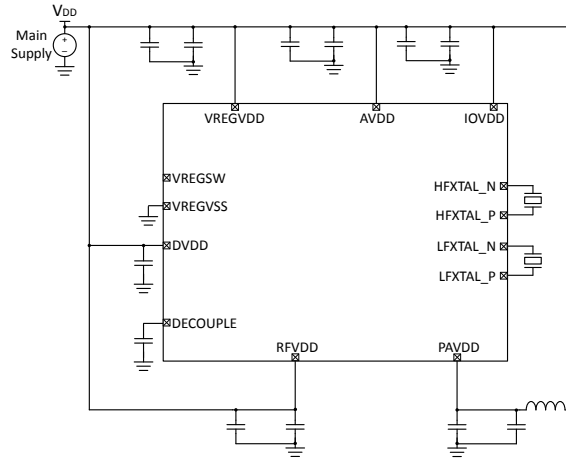 VDD
Main
Supply
+
–
VREGVDD
AVDD
IOVDD
VREGSW
HFXTAL_N
VREGVSS
HFXTAL_P
DVDD
LFXTAL_N
LFXTAL_P
DECOUPLE
RFVDD
PAVDD